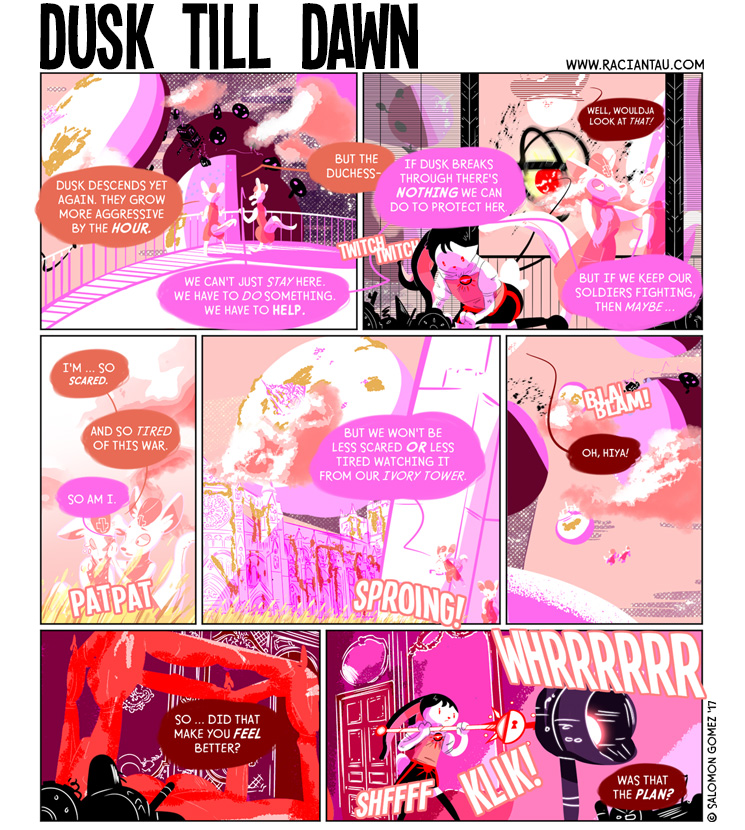 DUSK TILL DAWN
WWW.RACIANTAU.COM
DUSK DESCENDS YET
AGAIN. THEY GROW
MORE AGGRESSIVE
BY THE HOUR.
BUT THE
DUCHESS-
WE CAN'T JUST STAY HERE.
WE HAVE TO DO SOMETHING.
WE HAVE TO HELP.
IF DUSK BREAKS
THROUGH THERE'S
NOTHING WE CAN
DO TO PROTECT HER
WELL, WOULDJA
LOOK AT THAT!
TWITCH
TWITCH
BUT IF WE KEEP OUR
SOLDIERS FIGHTING,
THEN MAYBE ...
I'M ... SO
SCARED.
AND SO TIRED
OF THIS WAR.
SO AM I.
PATPAT
BUT WE WON'T BE
LESS SCARED OR LESS
TIRED WATCHING IT
FROM OUR IVORY TOWER.
SPROING!
BLA
BLAM!
OH, HIYA!
SO ... DID THAT
MAKE YOU FEEL
BETTER?
WHRRRRRR
SHFFFF
KLIK!
WAS THAT
THE PLAN?
© SALOMON GOMEZ '17